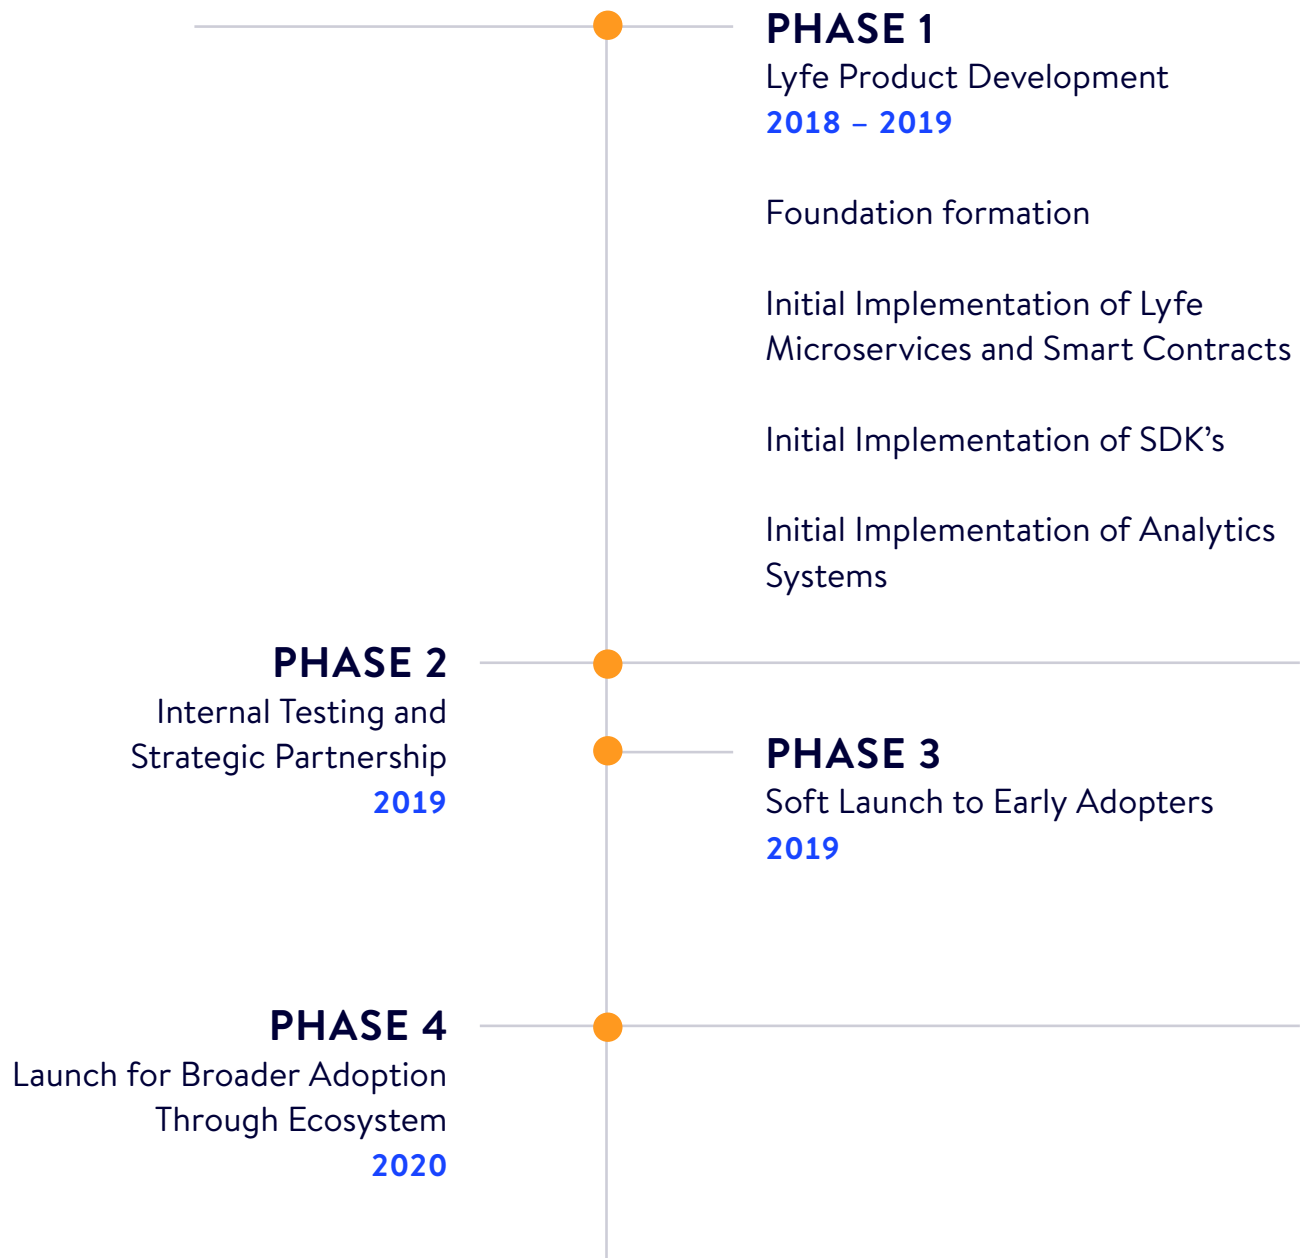 PHASE 1
Lyfe Product Development
2018 – 2019
Foundation formation
Initial Implementation of Lyfe
Microservices and Smart Contracts
Initial Implementation of SDK’s
Initial Implementation of Analytics
Systems
PHASE 2
Internal Testing and
Strategic Partnership
2019
PHASE 3
Soft Launch to Early Adopters
2019
PHASE 4
Launch for Broader Adoption
Through Ecosystem
2020